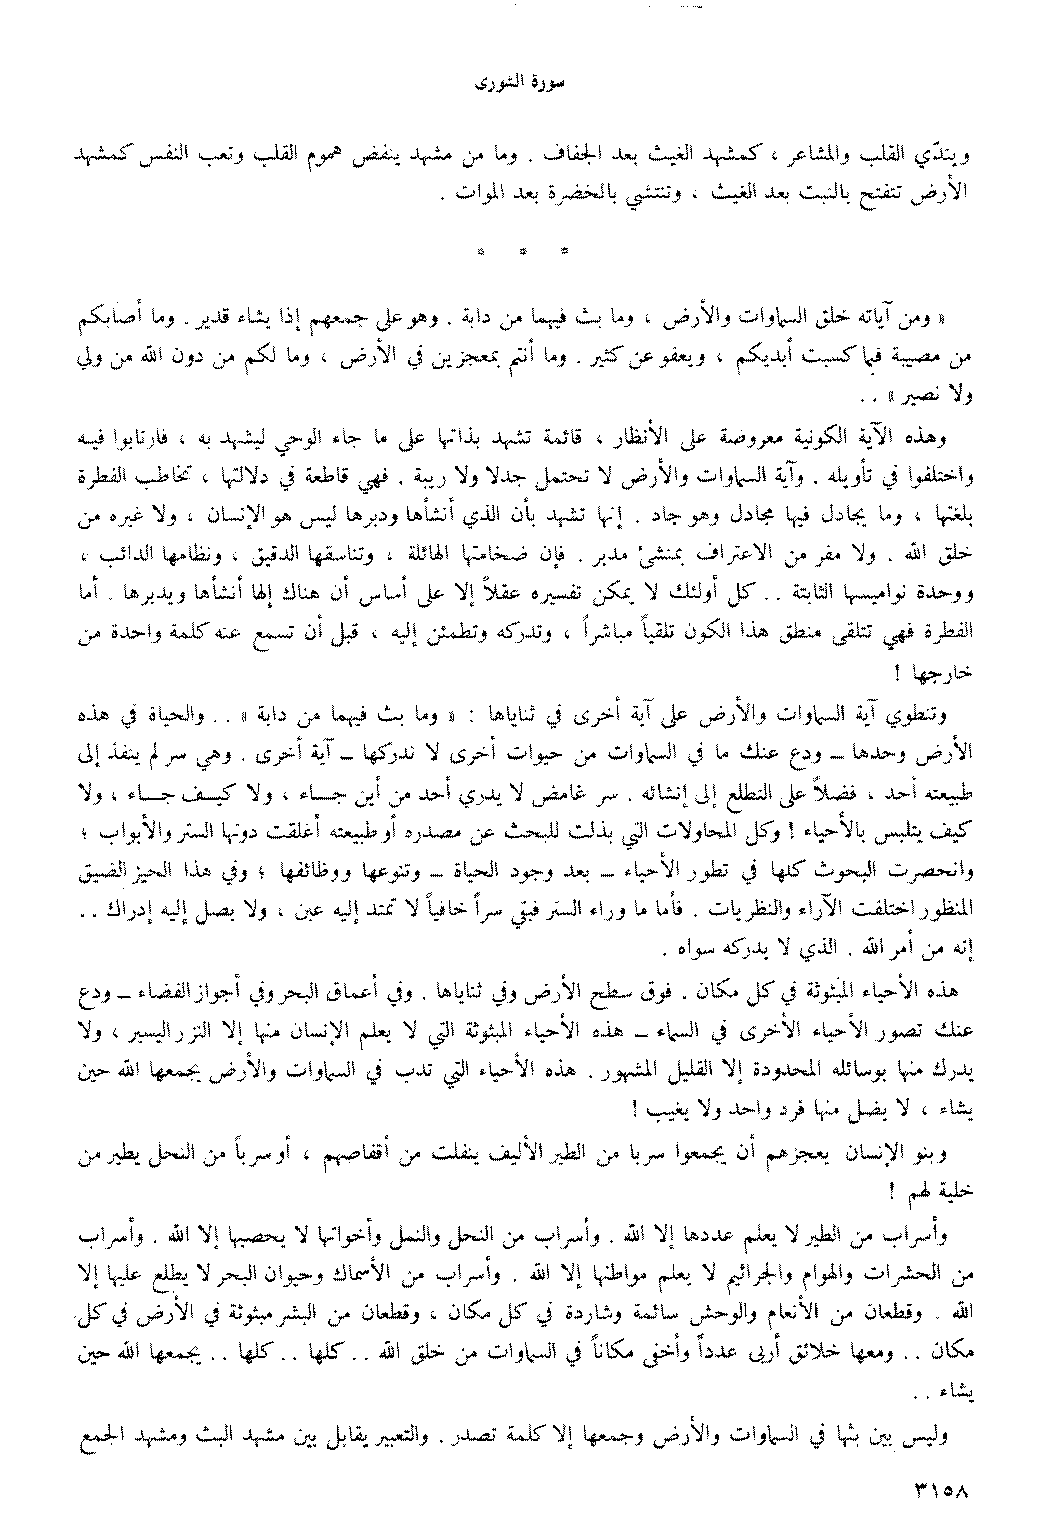 سورة الشورى
ويندّي القلب والمشاعر ، كمشهد الغيث بعد الجفاف . وما من مشهد ينفض هموم القلب وتعب النفس كمشهد
الأرض تتفتح بالنبت بعد الغيث ، وتنتشي بالخضرة بعد الموات .
* * *
« ومن آياته خلق السماوات والأرض ، وما بث فيهما من دابة . وهو على جمعهم إذا يشاء قدير . وما أصابكم
من مصيبة فبما كسبت أيديكم ، ويعفو عن كثير . وما أنتم بمعجزين في الأرض ، وما لكم من دون الله من ولي
ولا نصير » . .
وهذه الآية الكونية معروضة على الأنظار ، قائمة تشهد بذاتها على ما جاء الوحي ليشهد به ، فارتابوا فيه
واختلفوا في تأويله . وآية السماوات والأرض لا تحتمل جدلا ولا ريبة . فهي قاطعة في دلالتها ، تخاطب الفطرة
بلغتها ، وما يجادل فيها مجادل وهو جاد . إنها تشهد بأن الذي أنشأها ودبرها ليس هو الإنسان ، ولا غيره من
خلق الله . ولا مفر من الاعتراف بمنشئ مدبر . فإن ضخامتها الهائلة ، وتناسقها الدقيق ، ونظامها الدائب ،
ووحدة نواميسها الثابتة . . كل أولئك لا يمكن تفسيره عقلاً إلا على أساس أن هناك إلها أنشأها ويدبرها . أما
الفطرة فهي تتلقى منطق هذا الكون تلقياً مباشراً ، وتدركه وتطمئن إليه ، قبل أن تسمع عنه كلمة واحدة من
خارجها !
وتنطوي آية السماوات والأرض على آية أخرى في ثناياها : « وما بث فيهما من دابة » . . والحياة في هذه
الأرض وحدها – ودع عنك ما في السماوات من حيوات أخرى لا ندركها – آية أخرى . وهي سر لم ينفذ إلى
طبيعته أحد ، فضلاً على التطلع إلى إنشائه . سر غامض لا يدري أحد من أين جاء ، ولا كيف جاء ، ولا
كيف يتلبس بالأحياء ! وكل المحاولات التي بذلت للبحث عن مصدره أو طبيعته أغلقت دونها الستر والأبواب ؛
وانحصرت البحوث كلها في تطور الأحياء – بعد وجود الحياة – وتنوعها ووظائفها ؛ وفي هذا الحيز الضيق
المنظور اختلفت الآراء والنظريات . فأما ما وراء الستر فبقي سراً خافياً لا تمتد إليه عين ، ولا يصل إليه إدراك . .
إنه من أمر الله . الذي لا يدركه سواه .
هذه الأحياء المبثوثة في كل مكان . فوق سطح الأرض وفي ثناياها . وفي أعماق البحر وفي أجواز الفضاء – ودع
عنك تصور الأحياء الأخرى في السماء – هذه الأحياء المبثوثة التي لا يعلم الإنسان منها إلا النزر اليسير ، ولا
يدرك منها بوسائله المحدودة إلا القليل المشهور . هذه الأحياء التي تدب في السماوات والأرض يجمعها الله حين
يشاء ، لا يضل منها فرد واحد ولا يغيب !
وبنو الإنسان يعجزهم أن يجمعوا سربا من الطير الأليف ينفلت من أقفاصهم ، أو سرباً من النحل يطير من
خلية لهم !
وأسراب من الطير لا يعلم عددها إلا الله . وأسراب من النحل والنمل وأخواتها لا يحصيها إلا الله . وأسراب
من الحشرات والهوام والجراثيم لا يعلم مواطنها إلا الله . وأسراب من الأسماك وحيوان البحر لا يطلع عليها إلا
الله . وقطعان من الأنعام والوحش سائمة وشاردة في كل مكان ، وقطعان من البشر مبثوثة في الأرض في كل
مكان . . ومعها خلائق أربى عدداً وأخفى مكاناً في السماوات من خلق الله . . كلها . . كلها . . يجمعها الله حين
يشاء . .
وليس بين بثها في السماوات والأرض وجمعها إلا كلمة تصدر . والتعبير يقابل بين مشهد البث ومشهد الجمع
٣١٥٨